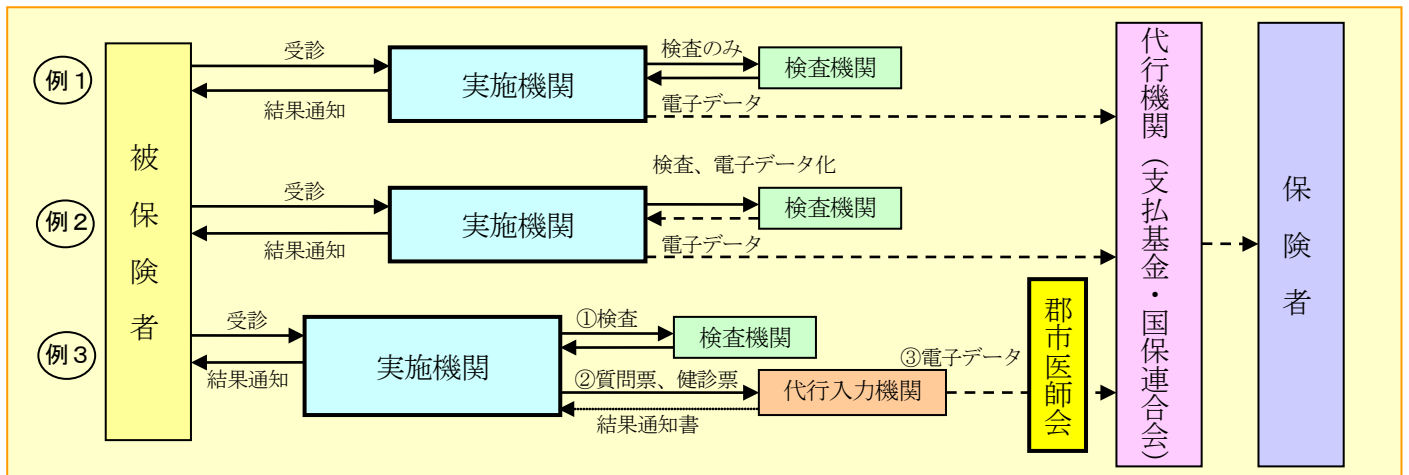 例１
受診
結果通知
実施機関
検査のみ
検査機関
電子データ
例２
受診
結果通知
実施機関
検査、電子データ化
検査機関
電子データ
例３
受診
結果通知
実施機関
①検査
検査機関
②質問票、健診票
代行入力機関
結果通知書
③電子データ
郡市医師会
被保険者
代行機関（支払基金・国保連合会）
保険者